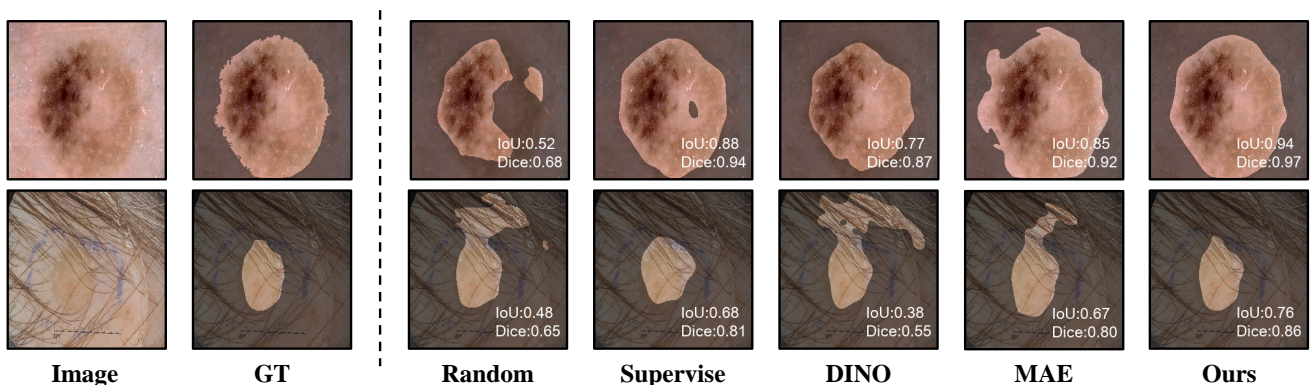 IoU:0.52
Dice:0.68
IoU:0.88
Dice:0.94
IoU:0.77
Dice:0.87
IoU:0.85
Dice:0.92
IoU:0.94
Dice:0.97
IoU:0.48
Dice:0.65
IoU:0.68
Dice:0.81
IoU:0.38
Dice:0.55
IoU:0.67
Dice:0.80
IoU:0.76
Dice:0.86
Image
GT
Random
Supervise
DINO
MAE
Ours